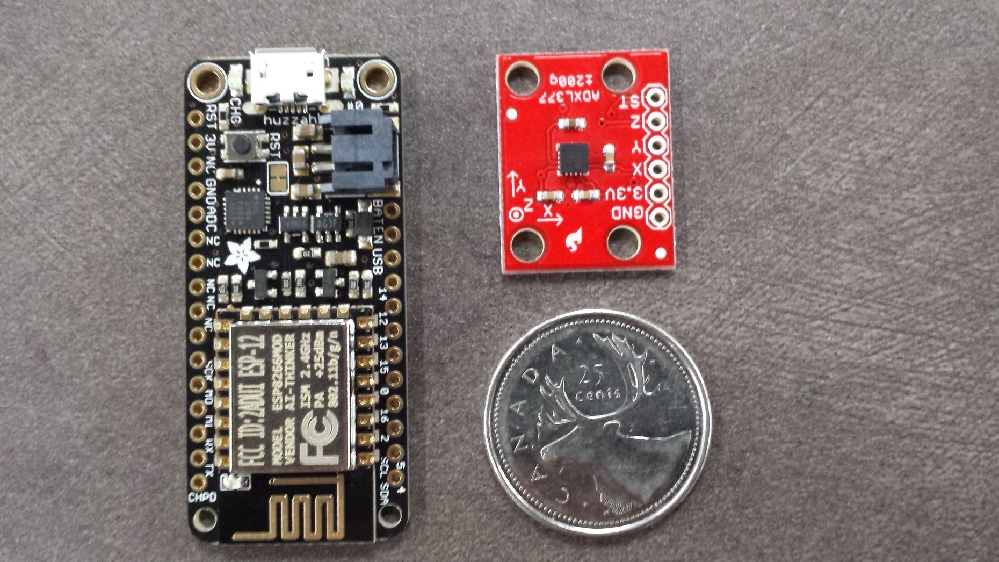 CHG
#0
huzzah
RST
RST
3V
NC
GND
ADC
NC
NC
NC
NC
NC
SCK
MO
MI
RX
TX
CHPD
BAT
EN
USB
14
12
13
15
0
16
2
5
4
SCL
SDA
AG3P
FCC ID:2ADUI ESP-12
MODEL ESP8266MOD
VENDOR AI-THINKER
ISM 2.4GHz
PA +25dBm
802.11b/g/n
FC
ADXL377
±200g
ST
Z
Y
X
3.3V
GND
Y
Z
X
CANADA
25
cents